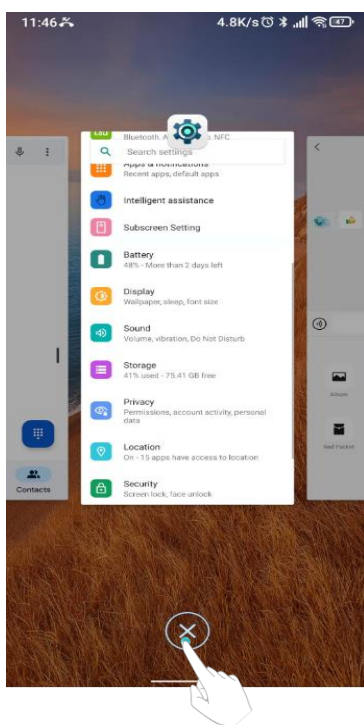 11:46
4.8K/s
47
Bluetooth, A
NFC
Search settings
Apps & notifications
Recent apps, default apps
Intelligent assistance
Subscreen Setting
Battery
48% - More than 2 days left
Display
Wallpaper, sleep, font size
Sound
Volume, vibration, Do Not Disturb
Storage
41% used - 75.41 GB free
Privacy
Permissions, account activity, personal
data
Location
On - 15 apps have access to location
Security
Screen lock, face unlock
Contacts
Album
Red Packet